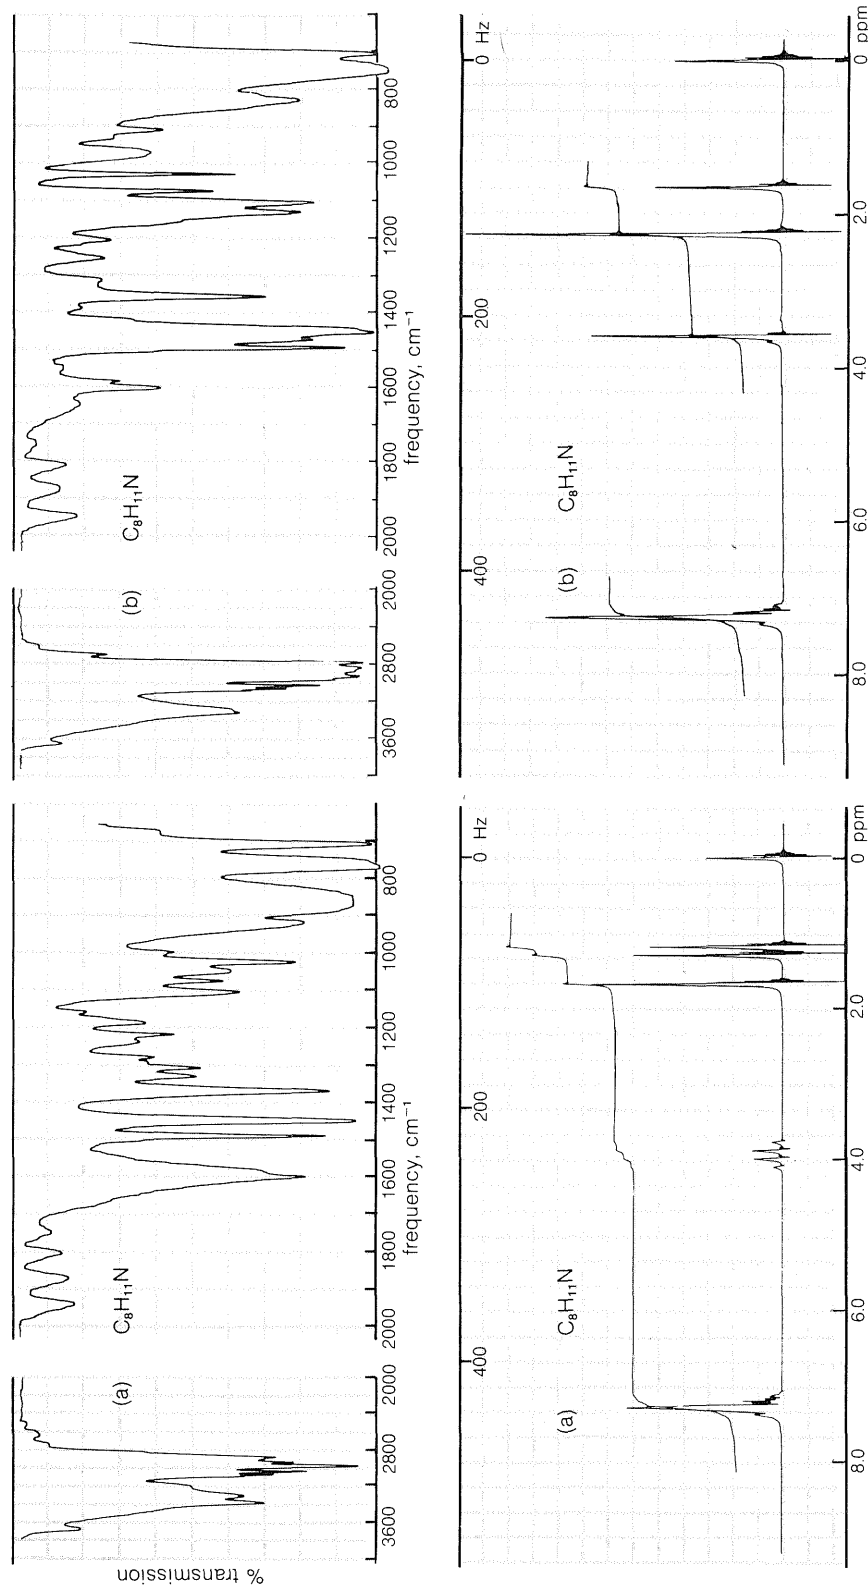 % transmission
(a)
C₈H₁₁N
3600
2800
2000
2000
1800
1600
1400
1200
1000
800
frequency, cm⁻¹
(b)
C₈H₁₁N
3600
2800
2000
2000
1800
1600
1400
1200
1000
800
frequency, cm⁻¹
400
200
0 Hz
(a)
C₈H₁₁N
8.0
6.0
4.0
2.0
0 ppm
400
200
0 Hz
(b)
C₈H₁₁N
8.0
6.0
4.0
2.0
0 ppm